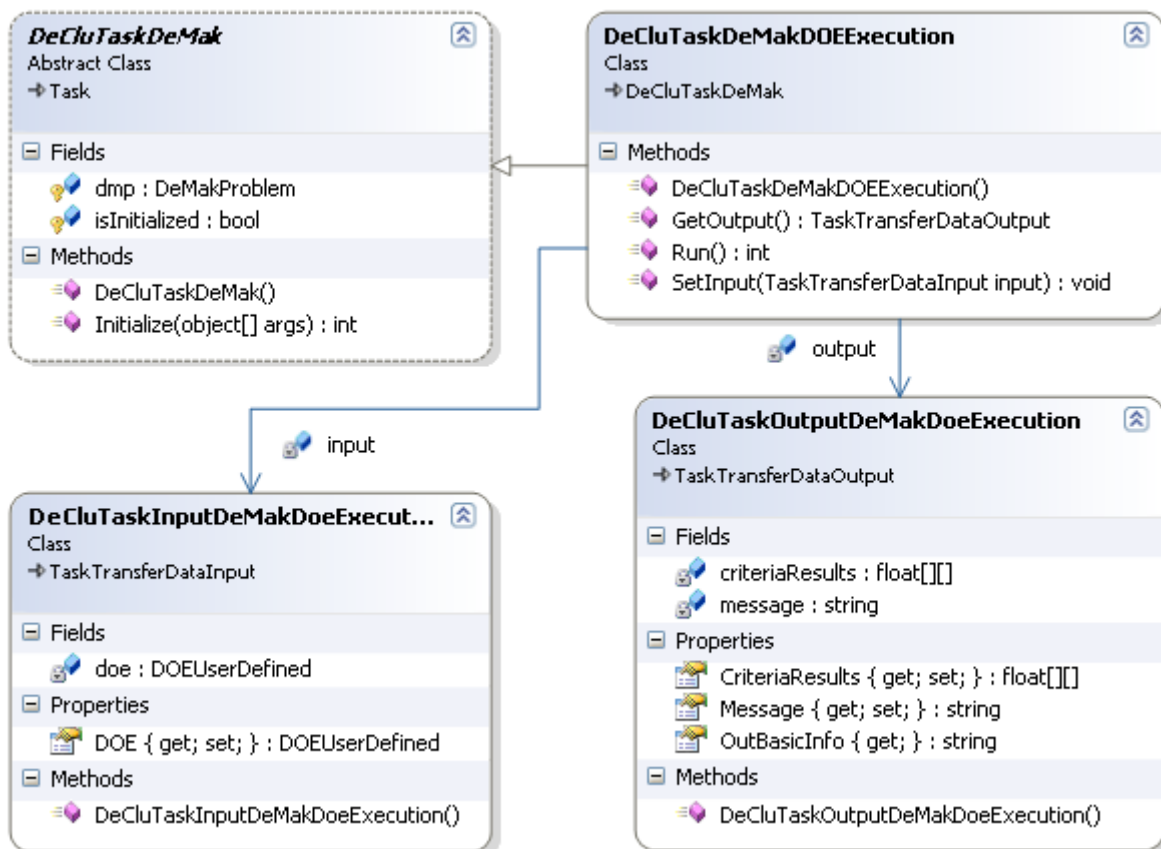 DeCluTaskDeMak
Abstract Class
Task
Fields
dmp : DeMakProblem
isInitialized : bool
Methods
DeCluTaskDeMak()
Initialize(object[] args) : int
DeCluTaskDeMakDOEExecution
Class
DeCluTaskDeMak
Methods
DeCluTaskDeMakDOEExecution()
GetOutput() : TaskTransferDataOutput
Run() : int
SetInput(TaskTransferDataInput input) : void
input
output
DeCluTaskInputDeMakDoeExecut...
Class
TaskTransferDataInput
Fields
doe : DOEUserDefined
Properties
DOE { get; set; } : DOEUserDefined
Methods
DeCluTaskInputDeMakDoeExecution()
DeCluTaskOutputDeMakDoeExecution
Class
TaskTransferDataOutput
Fields
criteriaResults : float[][]
message : string
Properties
CriteriaResults { get; set; } : float[][]
Message { get; set; } : string
OutBasicInfo { get; } : string
Methods
DeCluTaskOutputDeMakDoeExecution()